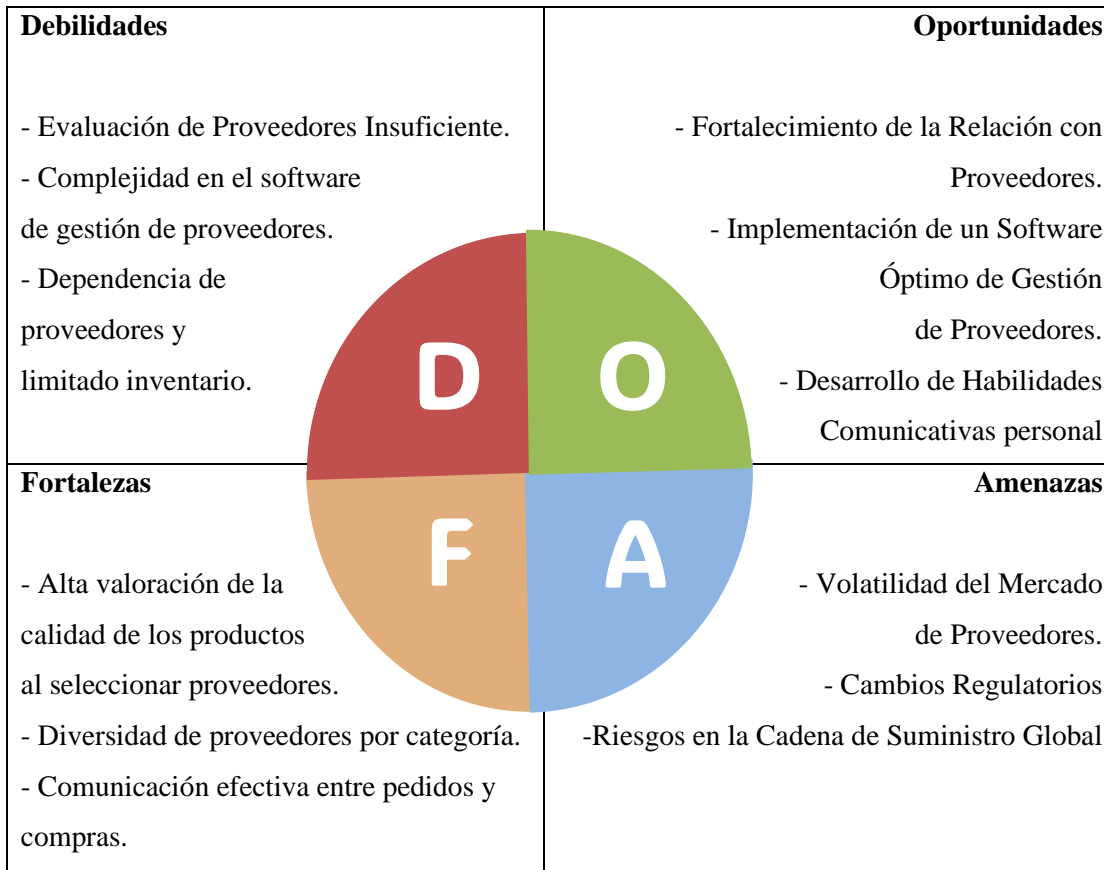 Debilidades
- Evaluación de Proveedores Insuficiente.
- Complejidad en el software
de gestión de proveedores.
- Dependencia de
proveedores y
limitado inventario.
Oportunidades
- Fortalecimiento de la Relación con
Proveedores.
- Implementación de un Software
Óptimo de Gestión
de Proveedores.
- Desarrollo de Habilidades
Comunicativas personal
D
O
F
A
Fortalezas
- Alta valoración de la
calidad de los productos
al seleccionar proveedores.
- Diversidad de proveedores por categoría.
- Comunicación efectiva entre pedidos y
compras.
Amenazas
- Volatilidad del Mercado
de Proveedores.
- Cambios Regulatorios
-Riesgos en la Cadena de Suministro Global